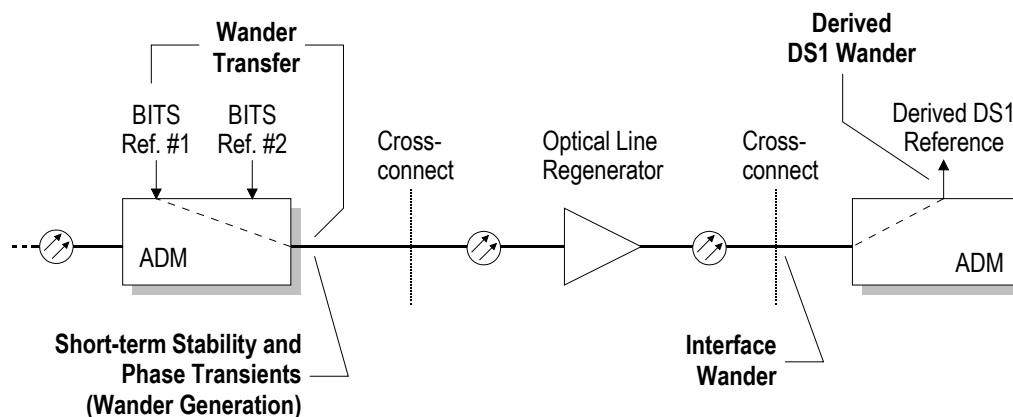 Wander
Transfer
BITS
Ref. #1
BITS
Ref. #2
ADM
Short-term Stability and
Phase Transients
(Wander Generation)
Cross-
connect
Optical Line
Regenerator
Cross-
connect
Interface
Wander
Derived
DS1 Wander
Derived DS1
Reference
ADM